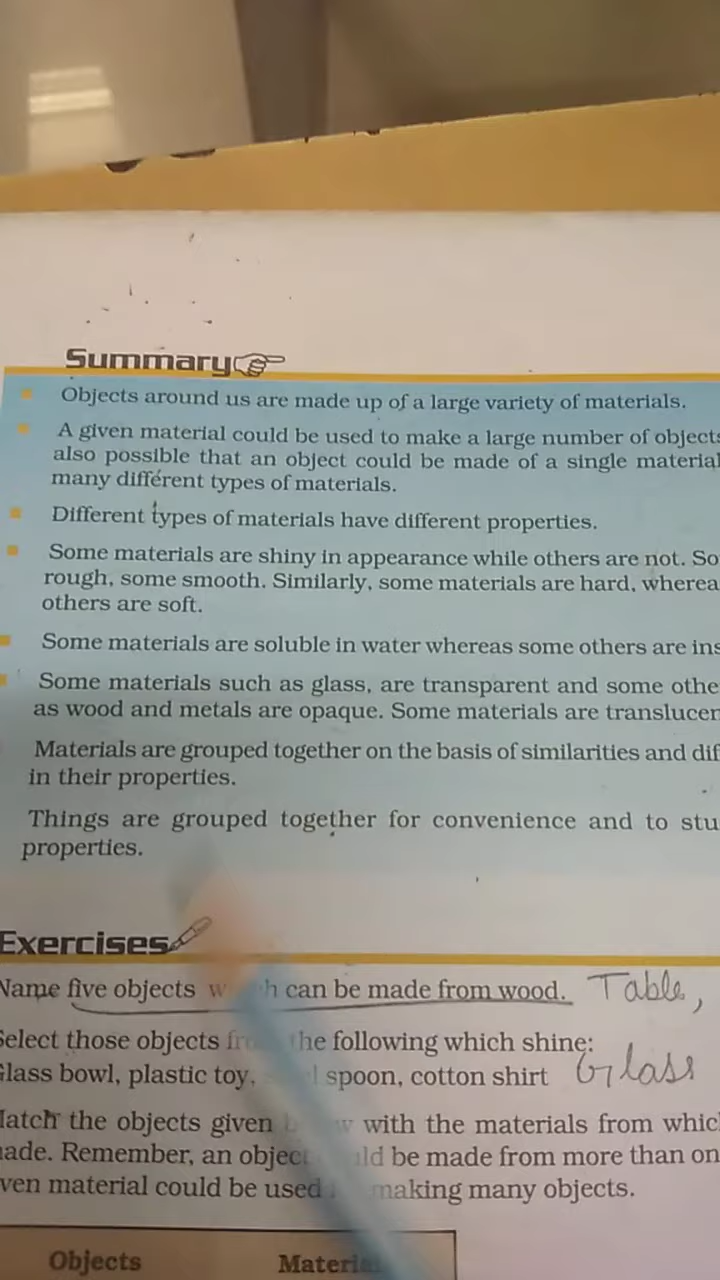 Summary
Objects around us are made up of a large variety of materials.
A given material could be used to make a large number of objects
also possible that an object could be made of a single material
many different types of materials.
Different types of materials have different properties.
Some materials are shiny in appearance while others are not. So
rough, some smooth. Similarly, some materials are hard, wherea
others are soft.
Some materials are soluble in water whereas some others are ins
Some materials such as glass, are transparent and some othe
as wood and metals are opaque. Some materials are translucen
Materials are grouped together on the basis of similarities and dif
in their properties.
Things are grouped together for convenience and to stu
properties.
Exercises
Name five objects can be made from wood. Table,
Select those objects the following which shine:
Glass bowl, plastic toy, spoon, cotton shirt Glass
Match the objects given with the materials from whic
ade. Remember, an object be made from more than on
ven material could be used making many objects.
Objects Material